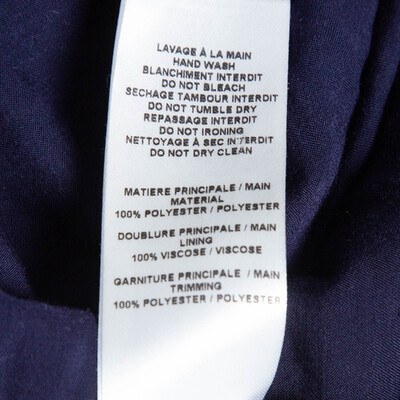 LAVAGE À LA MAIN
HAND WASH
BLANCHIMENT INTERDIT
DO NOT BLEACH
SECHAGE TAMBOUR INTERDIT
DO NOT TUMBLE DRY
REPASSAGE INTERDIT
DO NOT IRONING
NETTOYAGE À SEC INTERDIT
DO NOT DRY CLEAN
MATIERE PRINCIPALE / MAIN
MATERIAL
100% POLYESTER / POLYESTER
DOUBLURE PRINCIPALE / MAIN
LINING
100% VISCOSE / VISCOSE
GARNITURE PRINCIPALE / MAIN
TRIMMING
100% POLYESTER / POLYESTER